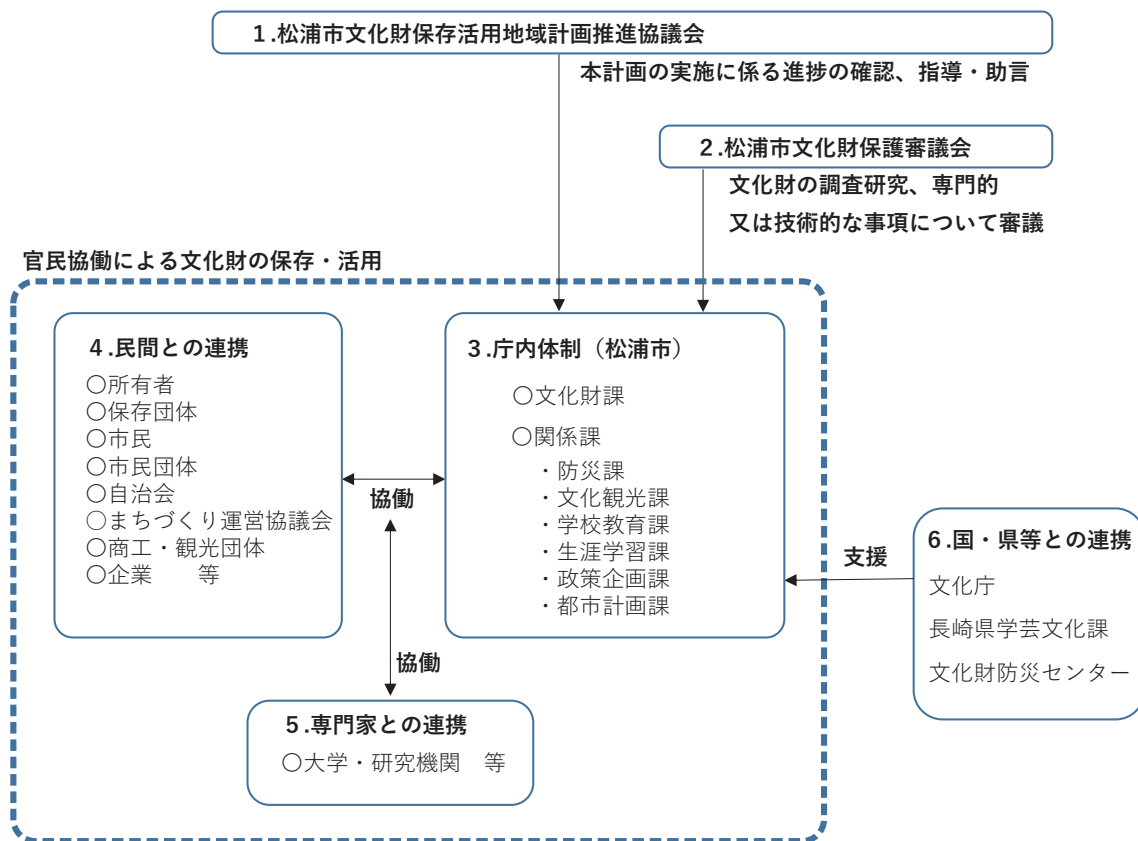 1.松浦市文化財保存活用地域計画推進協議会
本計画の実施に係る進捗の確認、指導・助言
2.松浦市文化財保護審議会
文化財の調査研究、専門的
又は技術的な事項について審議
官民協働による文化財の保存・活用
4.民間との連携
〇所有者
〇保存団体
〇市民
〇市民団体
〇自治会
〇まちづくり運営協議会
〇商工・観光団体
〇企業　　等
協働
3.庁内体制（松浦市）
〇文化財課
〇関係課
・防災課
・文化観光課
・学校教育課
・生涯学習課
・政策企画課
・都市計画課
協働
5.専門家との連携
〇大学・研究機関　等
支援
6.国・県等との連携
文化庁
長崎県学芸文化課
文化財防災センター